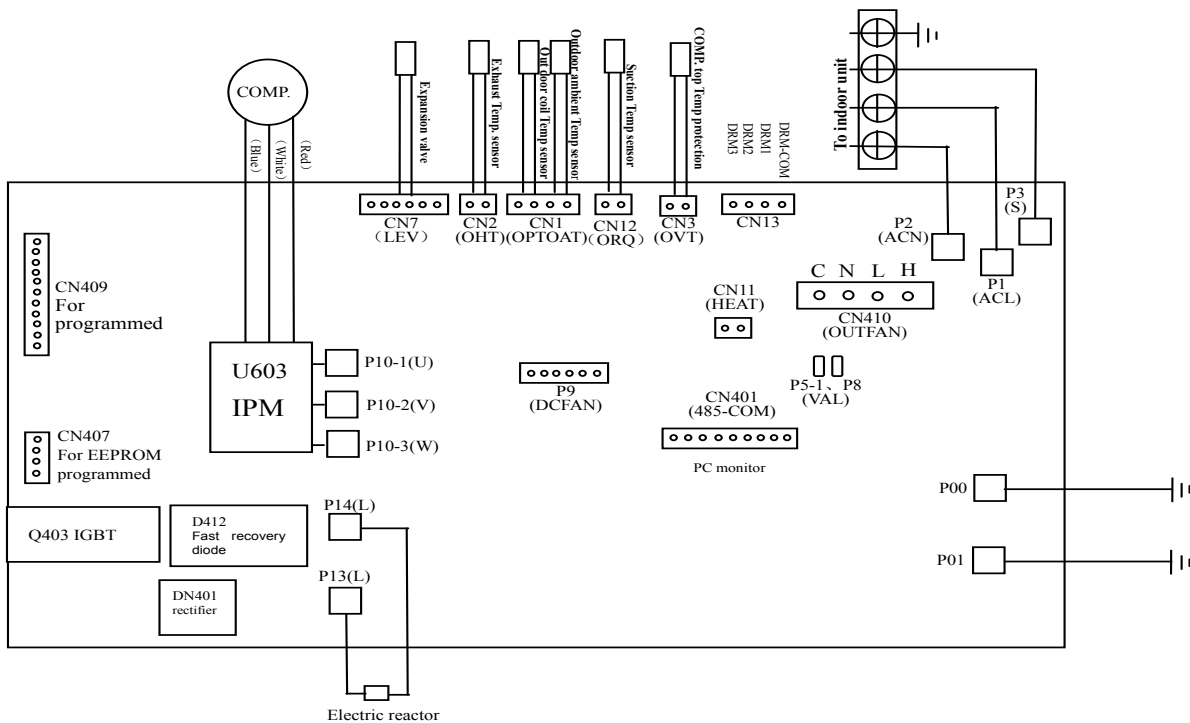 COMP.
(Blue)
(White)
(Red)
Expansion valve
Exhaust Temp. sensor
Out door coil Temp sensor
Outdoor ambient Temp sensor
Suction Temp sensor
COMP. top Temp protection
DRM3
DRM2
DRM1
DRM-COM
To indoor unit
CN7
(LEV)
CN2
(OHT)
CN1
(OPTOAT)
CN12
(ORQ)
CN3
(OVT)
CN13
P2
(ACN)
P3
(S)
P1
(ACL)
CN409
For
programmed
CN11
(HEAT)
C N L H
CN410
(OUTFAN)
U603
IPM
P10-1(U)
P10-2(V)
P10-3(W)
P9
(DCFAN)
P5-1、P8
(VAL)
CN401
(485-COM)
PC monitor
CN407
For EEPROM
programmed
P00
P01
Q403 IGBT
D412
Fast recovery
diode
P14(L)
P13(L)
DN401
rectifier
Electric reactor